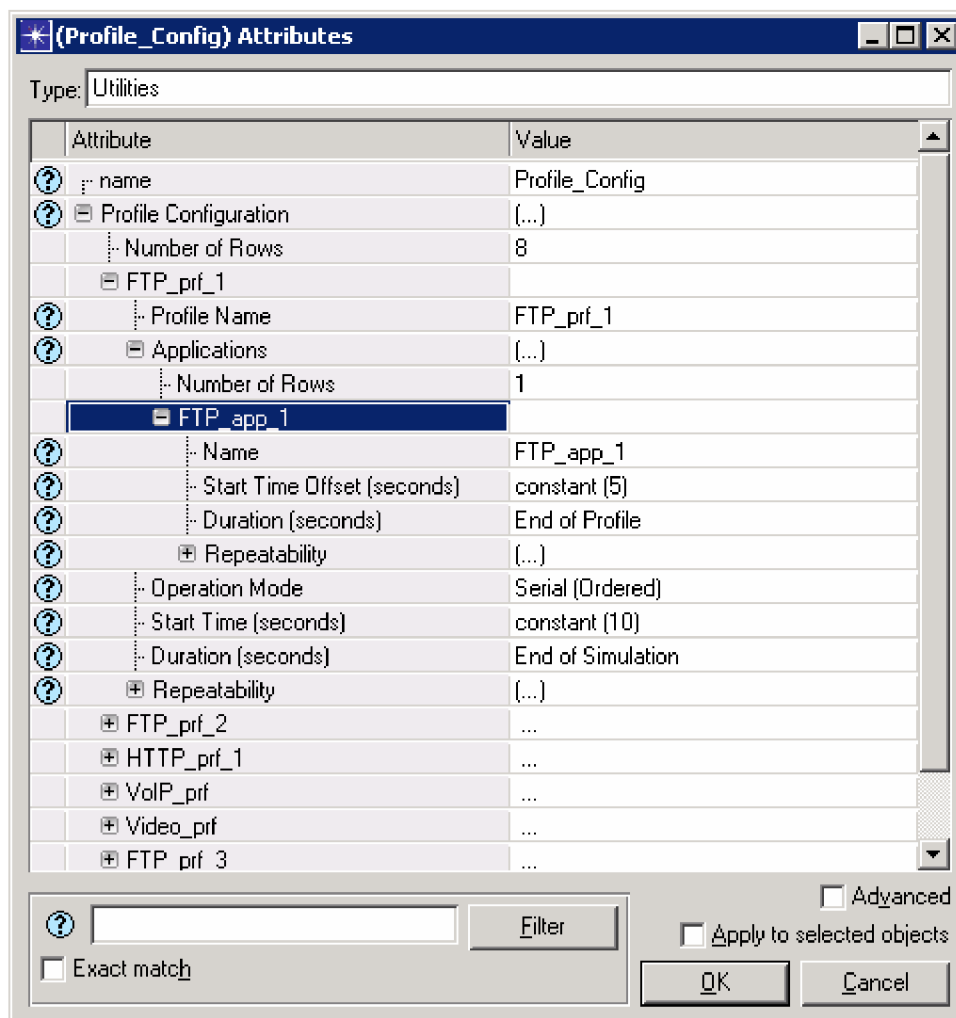 (Profile_Config) Attributes
Type: Utilities
Attribute Value
name Profile_Config
Profile Configuration (...)
Number of Rows 8
FTP_prf_1
Profile Name FTP_prf_1
Applications (...)
Number of Rows 1
FTP_app_1
Name FTP_app_1
Start Time Offset (seconds) constant (5)
Duration (seconds) End of Profile
Repeatability (...)
Operation Mode Serial (Ordered)
Start Time (seconds) constant (10)
Duration (seconds) End of Simulation
Repeatability (...)
FTP_prf_2 ...
HTTP_prf_1 ...
VoIP_prf ...
Video_prf ...
FTP_prf_3 ...
Advanced
Filter
Apply to selected objects
Exact match
OK Cancel